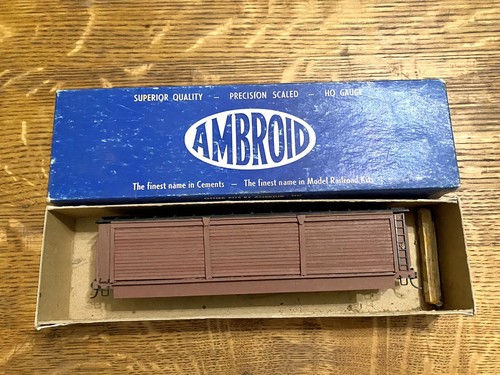 SUPERIOR QUALITY — PRECISION SCALED — HO GAUGE
AMBROID
The finest name in Cements — The finest name in Model Railroad Kits